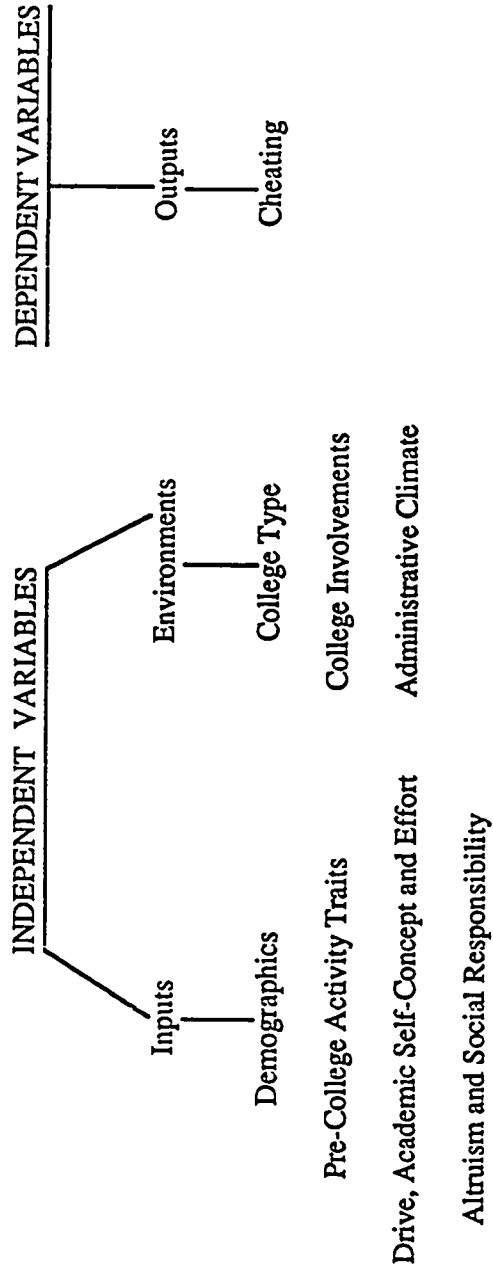 INDEPENDENT VARIABLES
Inputs
Demographics
Pre-College Activity Traits
Drive, Academic Self-Concept and Effort
Altruism and Social Responsibility
Environments
College Type
College Involvements
Administrative Climate
DEPENDENT VARIABLES
Outputs
Cheating